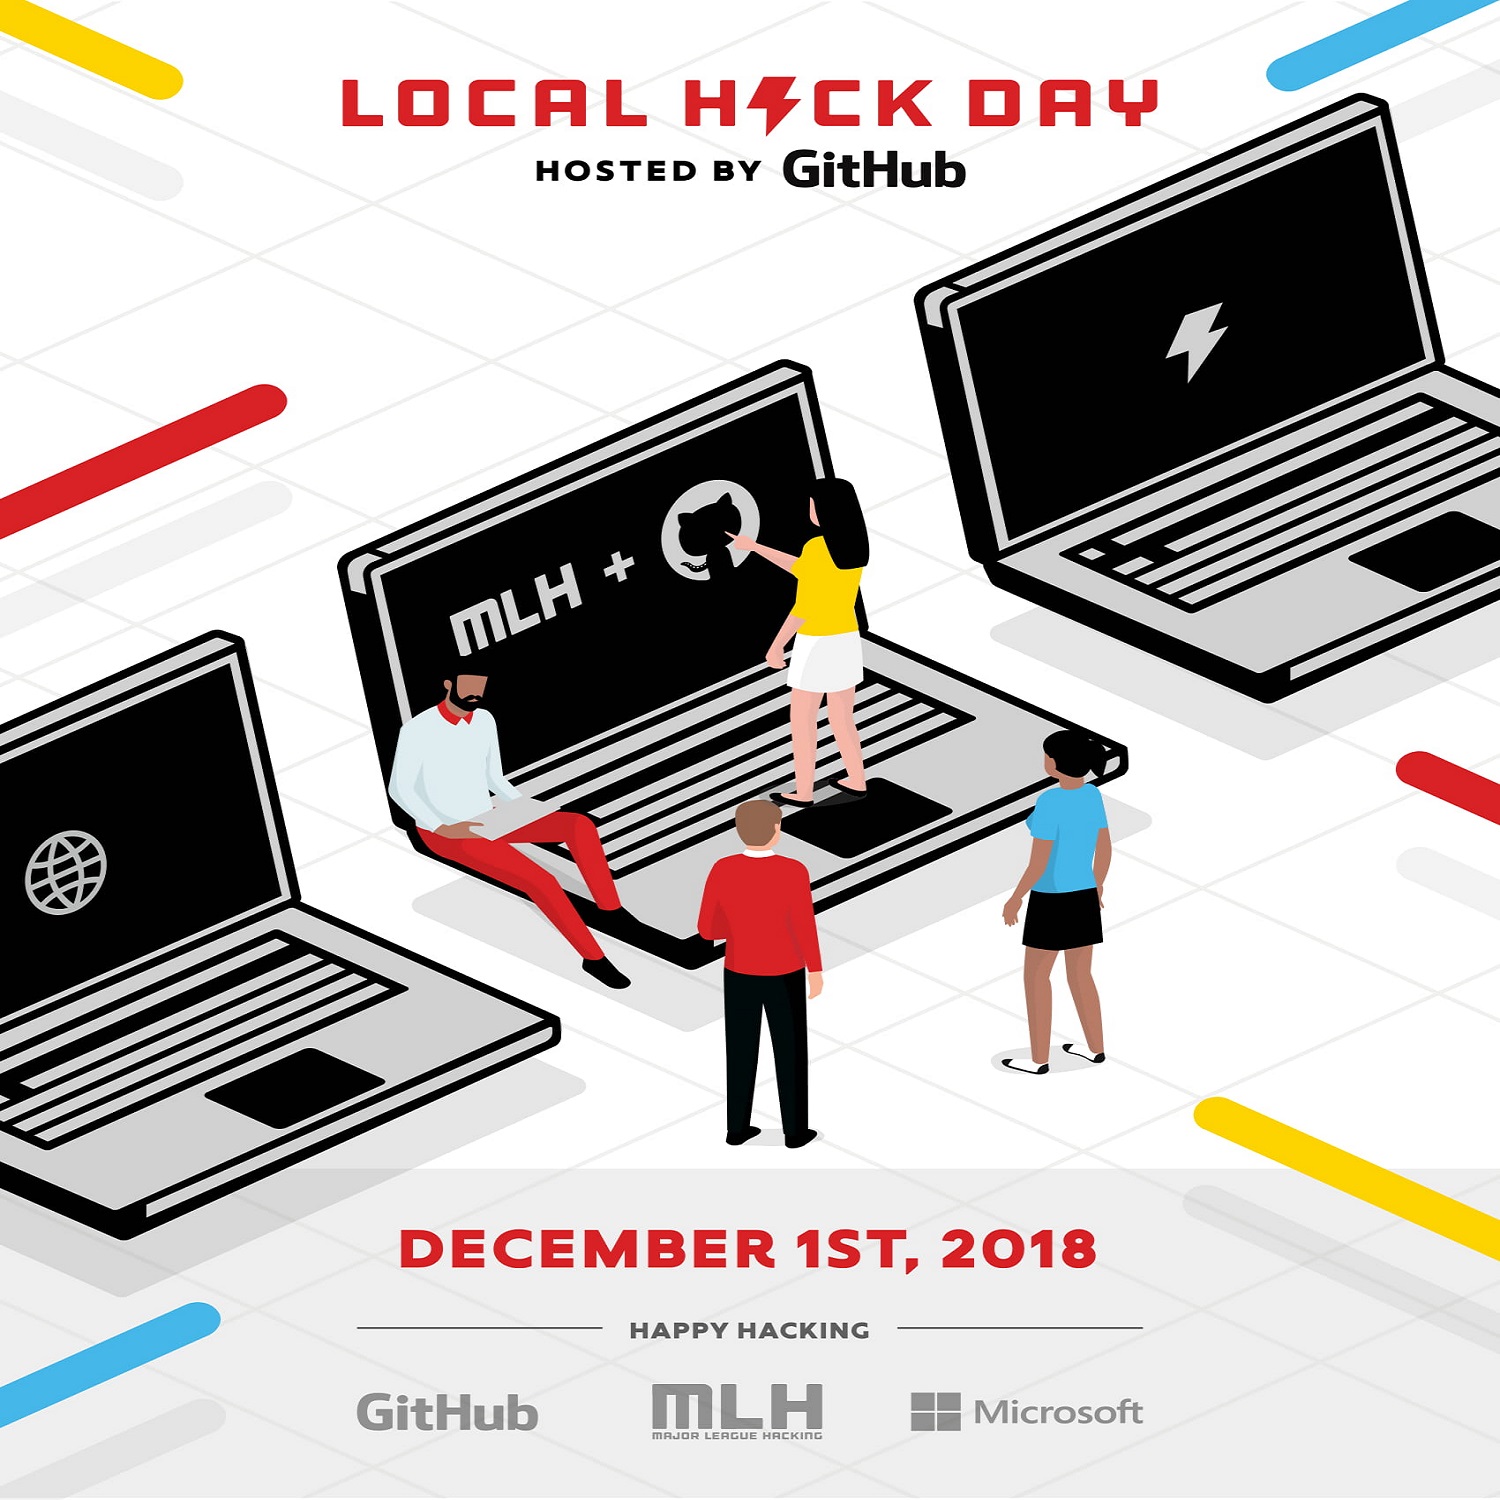 LOCAL HACK DAY
HOSTED BY GitHub
MLH +
DECEMBER 1ST, 2018
HAPPY HACKING
GitHub
MLH
MAJOR LEAGUE HACKING
Microsoft